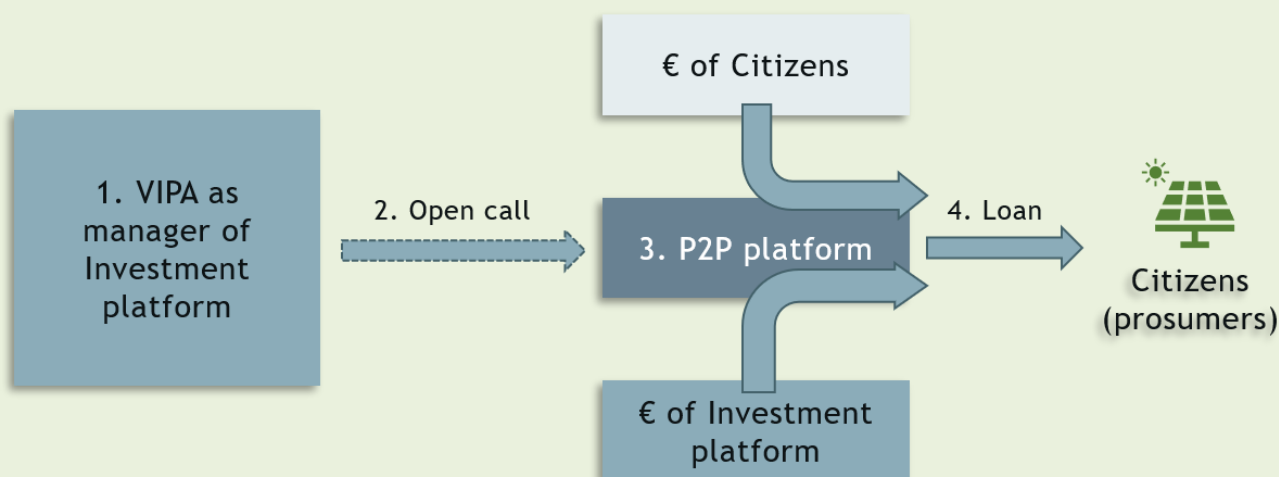 € of Citizens
1. VIPA as
manager of
Investment
platform
2. Open call
3. P2P platform
4. Loan
Citizens
(prosumers)
€ of Investment
platform